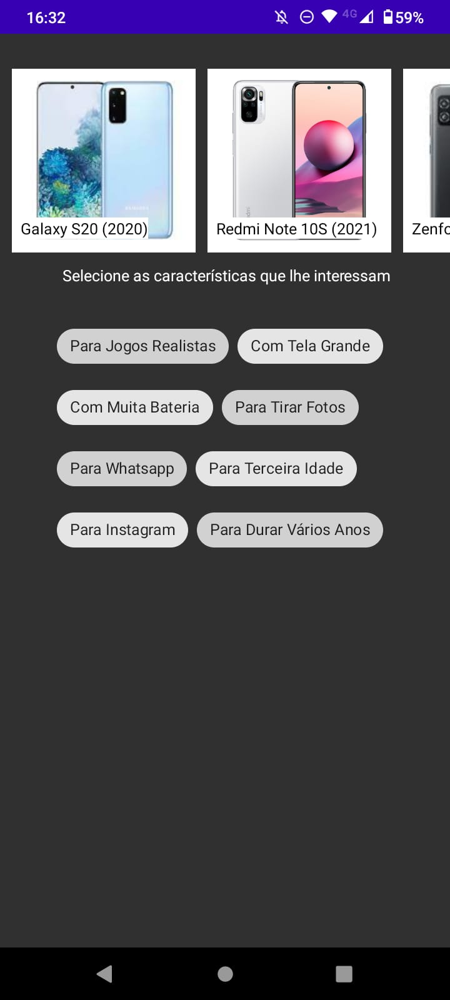 16:32 4G 59%
SAMSUNG
Galaxy S20 (2020) Redmi Note 10S (2021)
Selecione as características que lhe interessam
Para Jogos Realistas Com Tela Grande
Com Muita Bateria Para Tirar Fotos
Para Whatsapp Para Terceira Idade
Para Instagram Para Durar Vários Anos